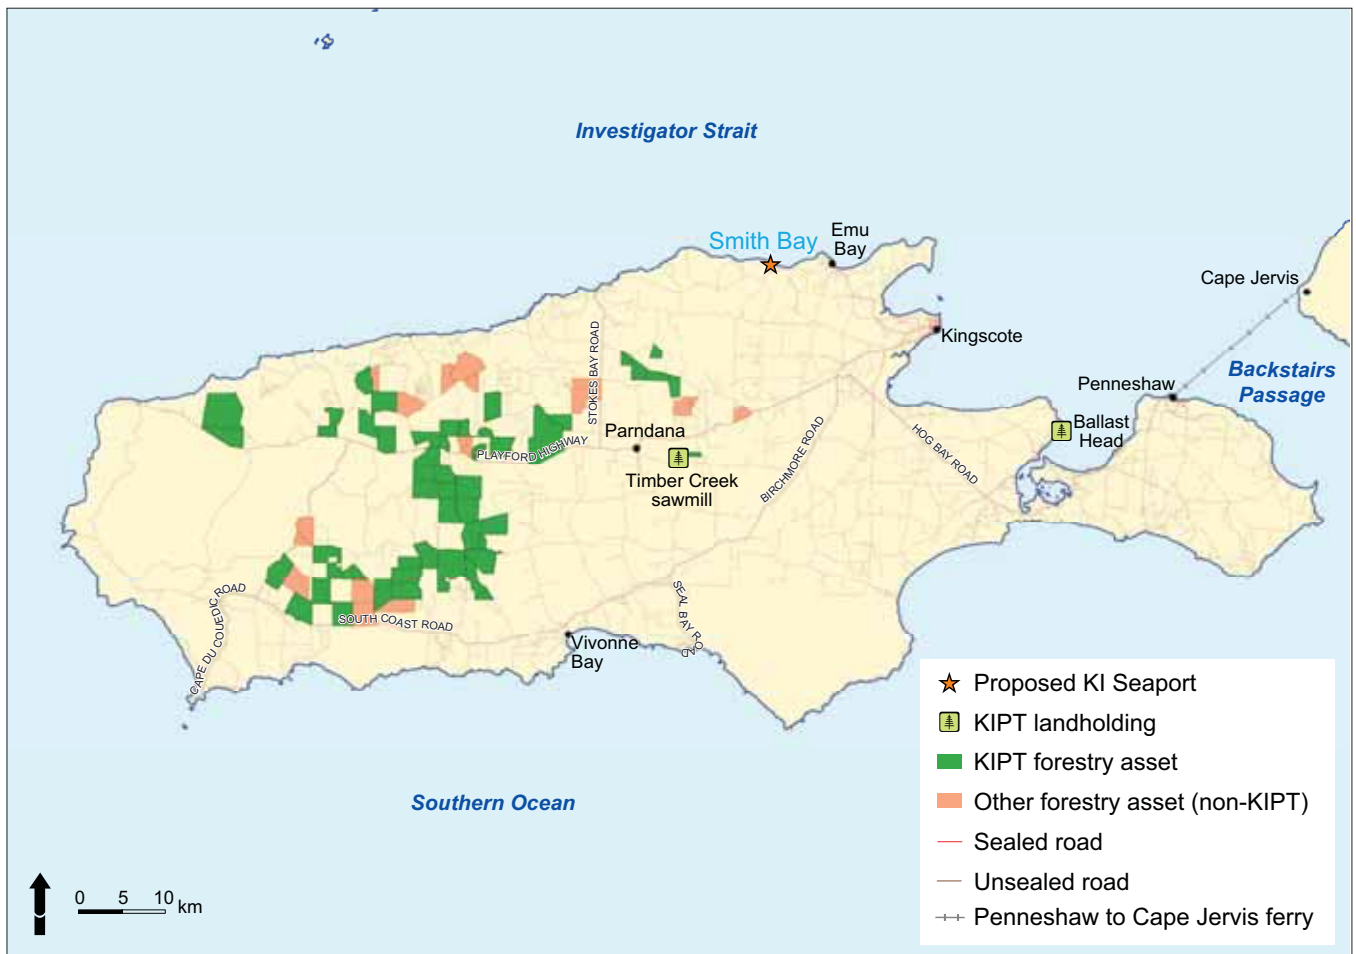 Investigator Strait
Smith Bay
Emu
Bay
Cape Jervis
Kingscote
STOKES BAY ROAD
Backstairs
Passage
Penneshaw
Ballast
Head
Parndana
PLAYFORD HIGHWAY
HOG BAY ROAD
BIRCHMORE ROAD
Timber Creek
sawmill
CAPE DU COUEDIC ROAD
SOUTH COAST ROAD
SEAL BAY ROAD
Vivonne
Bay
Southern Ocean
Proposed KI Seaport
KIPT landholding
KIPT forestry asset
Other forestry asset (non-KIPT)
Sealed road
Unsealed road
Penneshaw to Cape Jervis ferry
0 5 10 km